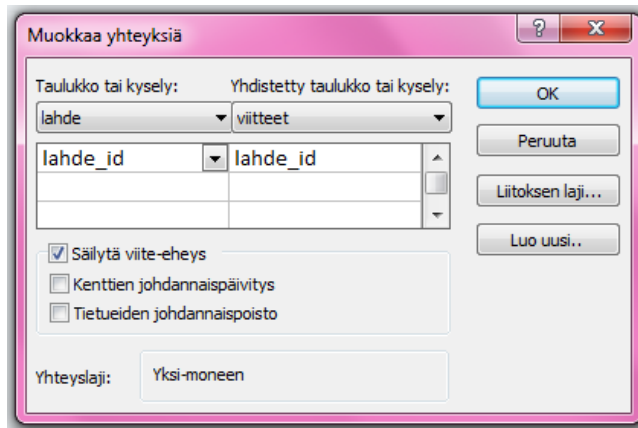 Muokkaa yhteyksiä
Taulukko tai kysely: Yhdistetty taulukko tai kysely:
lahde viitteet
lahde_id lahde_id
OK
Peruuta
Liitoksen laji...
Luo uusi..
Säilytä viite-eheys
Kenttien johdannaispäivitys
Tietueiden johdannaispoisto
Yhteyslaji: Yksi-moneen